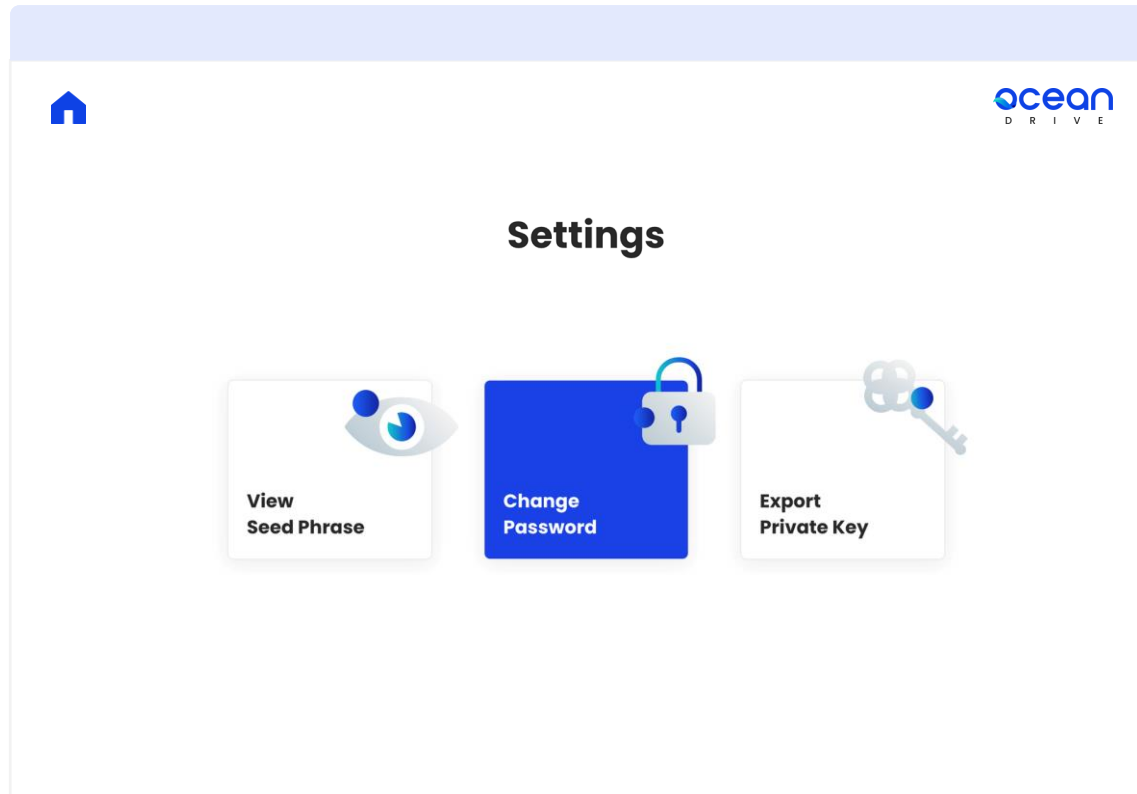 ocean
DRIVE
Settings
View
Seed Phrase
Change
Password
Export
Private Key